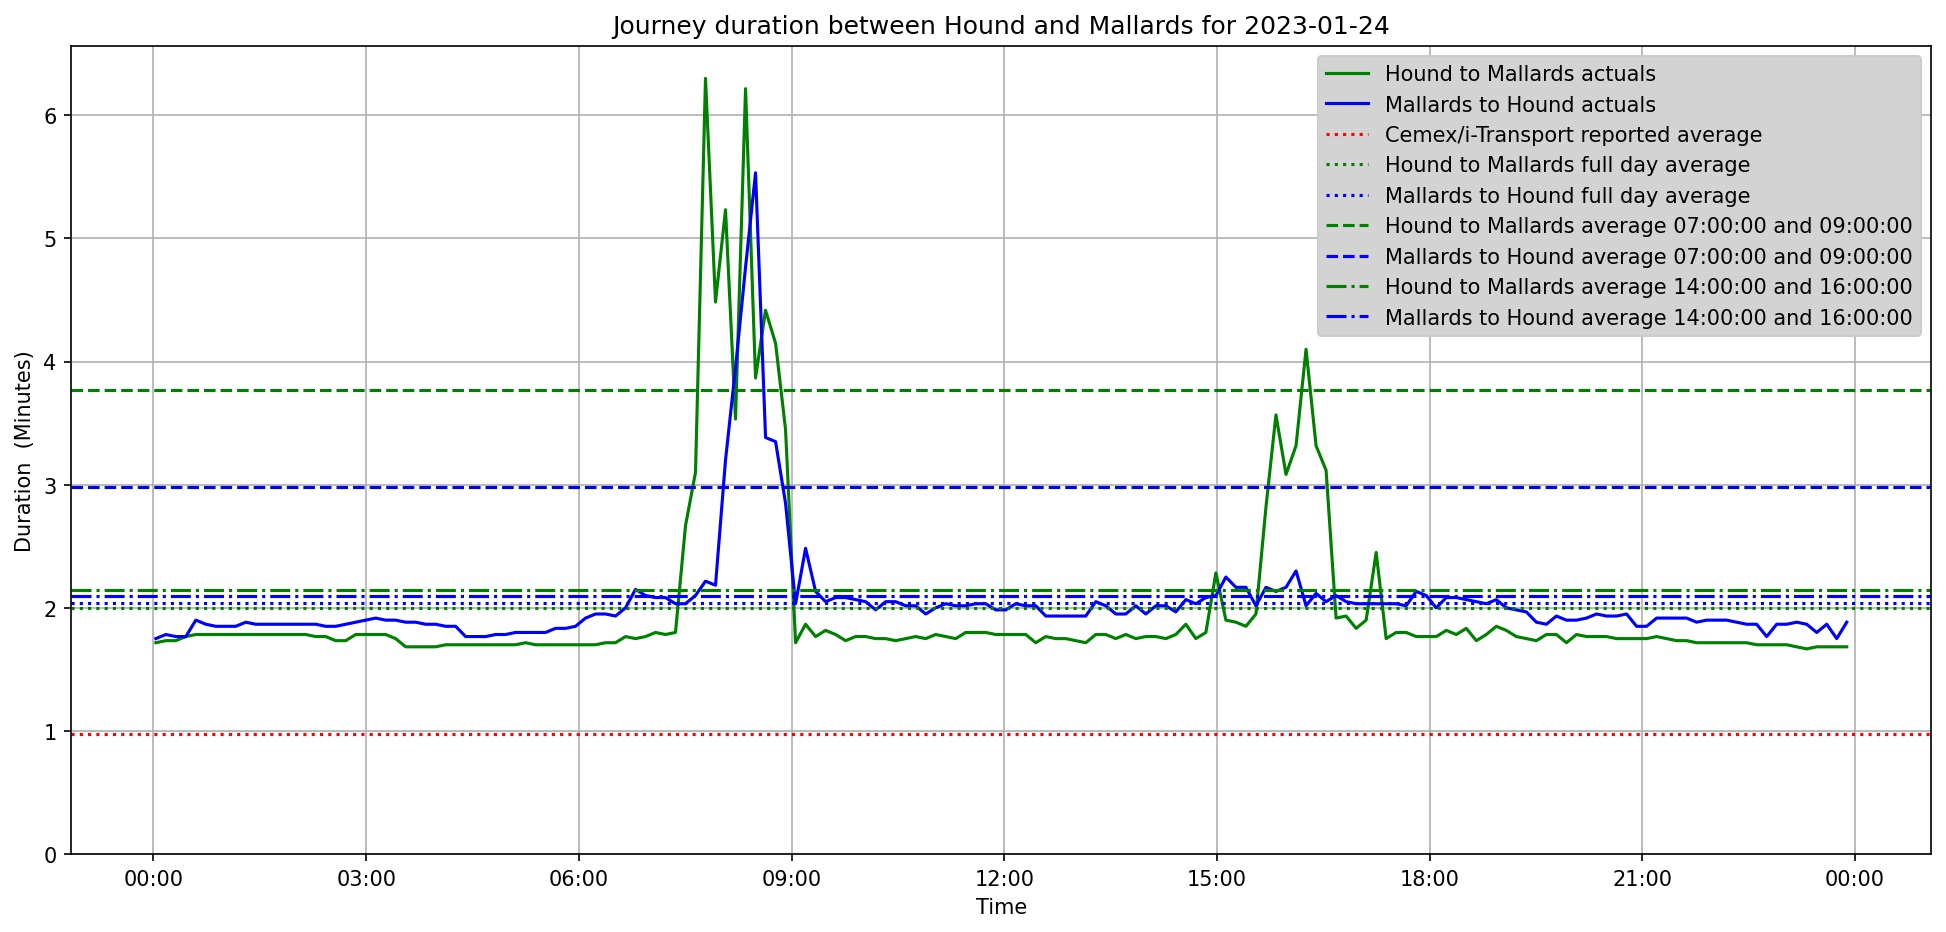 Journey duration between Hound and Mallards for 2023-01-24
Hound to Mallards actuals
Mallards to Hound actuals
Cemex/i-Transport reported average
Hound to Mallards full day average
Mallards to Hound full day average
Hound to Mallards average 07:00:00 and 09:00:00
Mallards to Hound average 07:00:00 and 09:00:00
Hound to Mallards average 14:00:00 and 16:00:00
Mallards to Hound average 14:00:00 and 16:00:00
Duration  (Minutes)
6
5
4
3
2
1
0
00:00 03:00 06:00 09:00 12:00 15:00 18:00 21:00 00:00
Time